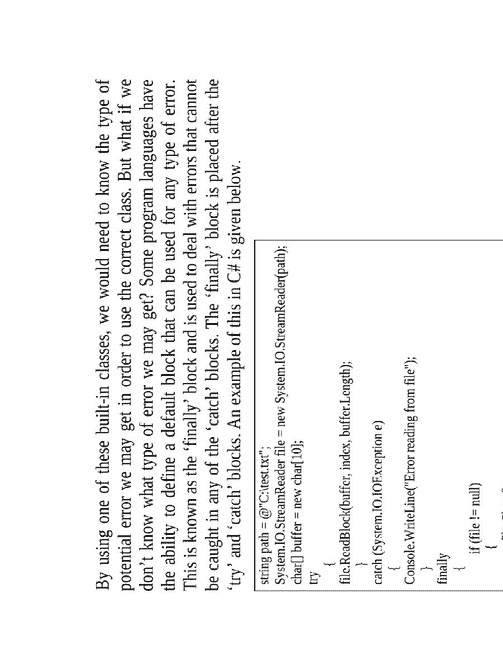 By using one of these built-in classes, we would need to know the type of
potential error we may get in order to use the correct class. But what if we
don't know what type of error we may get? Some program languages have
the ability to define a default block that can be used for any type of error.
This is known as the 'finally' block and is used to deal with errors that cannot
be caught in any of the 'catch' blocks. The 'finally' block is placed after the
'try' and 'catch' blocks. An example of this in C# is given below.
string path = @"C:\test.txt";
System.IO.StreamReader file = new System.IO.StreamReader(path);
char[] buffer = new char[10];
try
{
file.ReadBlock(buffer, index, buffer.Length);
}
catch (System.IO.IOException e)
{
Console.WriteLine("Error reading from file");
}
finally
{
if (file != null)
{